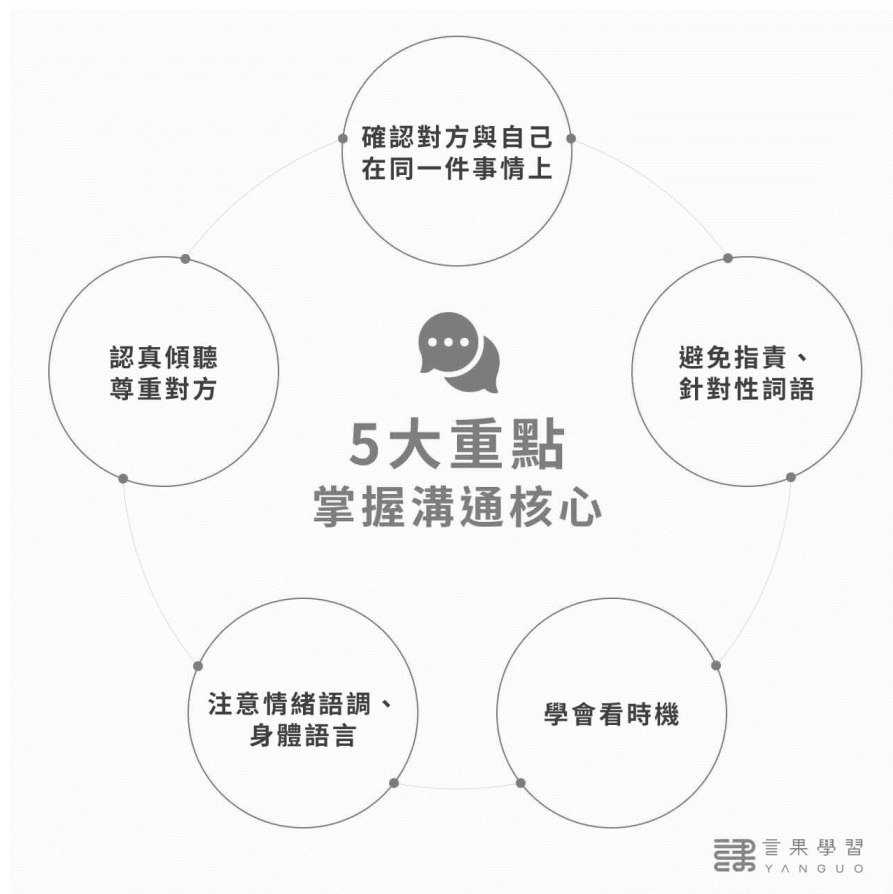 確認對方與自己
在同一件事情上
認真傾聽
尊重對方
避免指責、
針對性詞語
5大重點
掌握溝通核心
注意情緒語調、
身體語言
學會看時機
言果學習
YANGUO